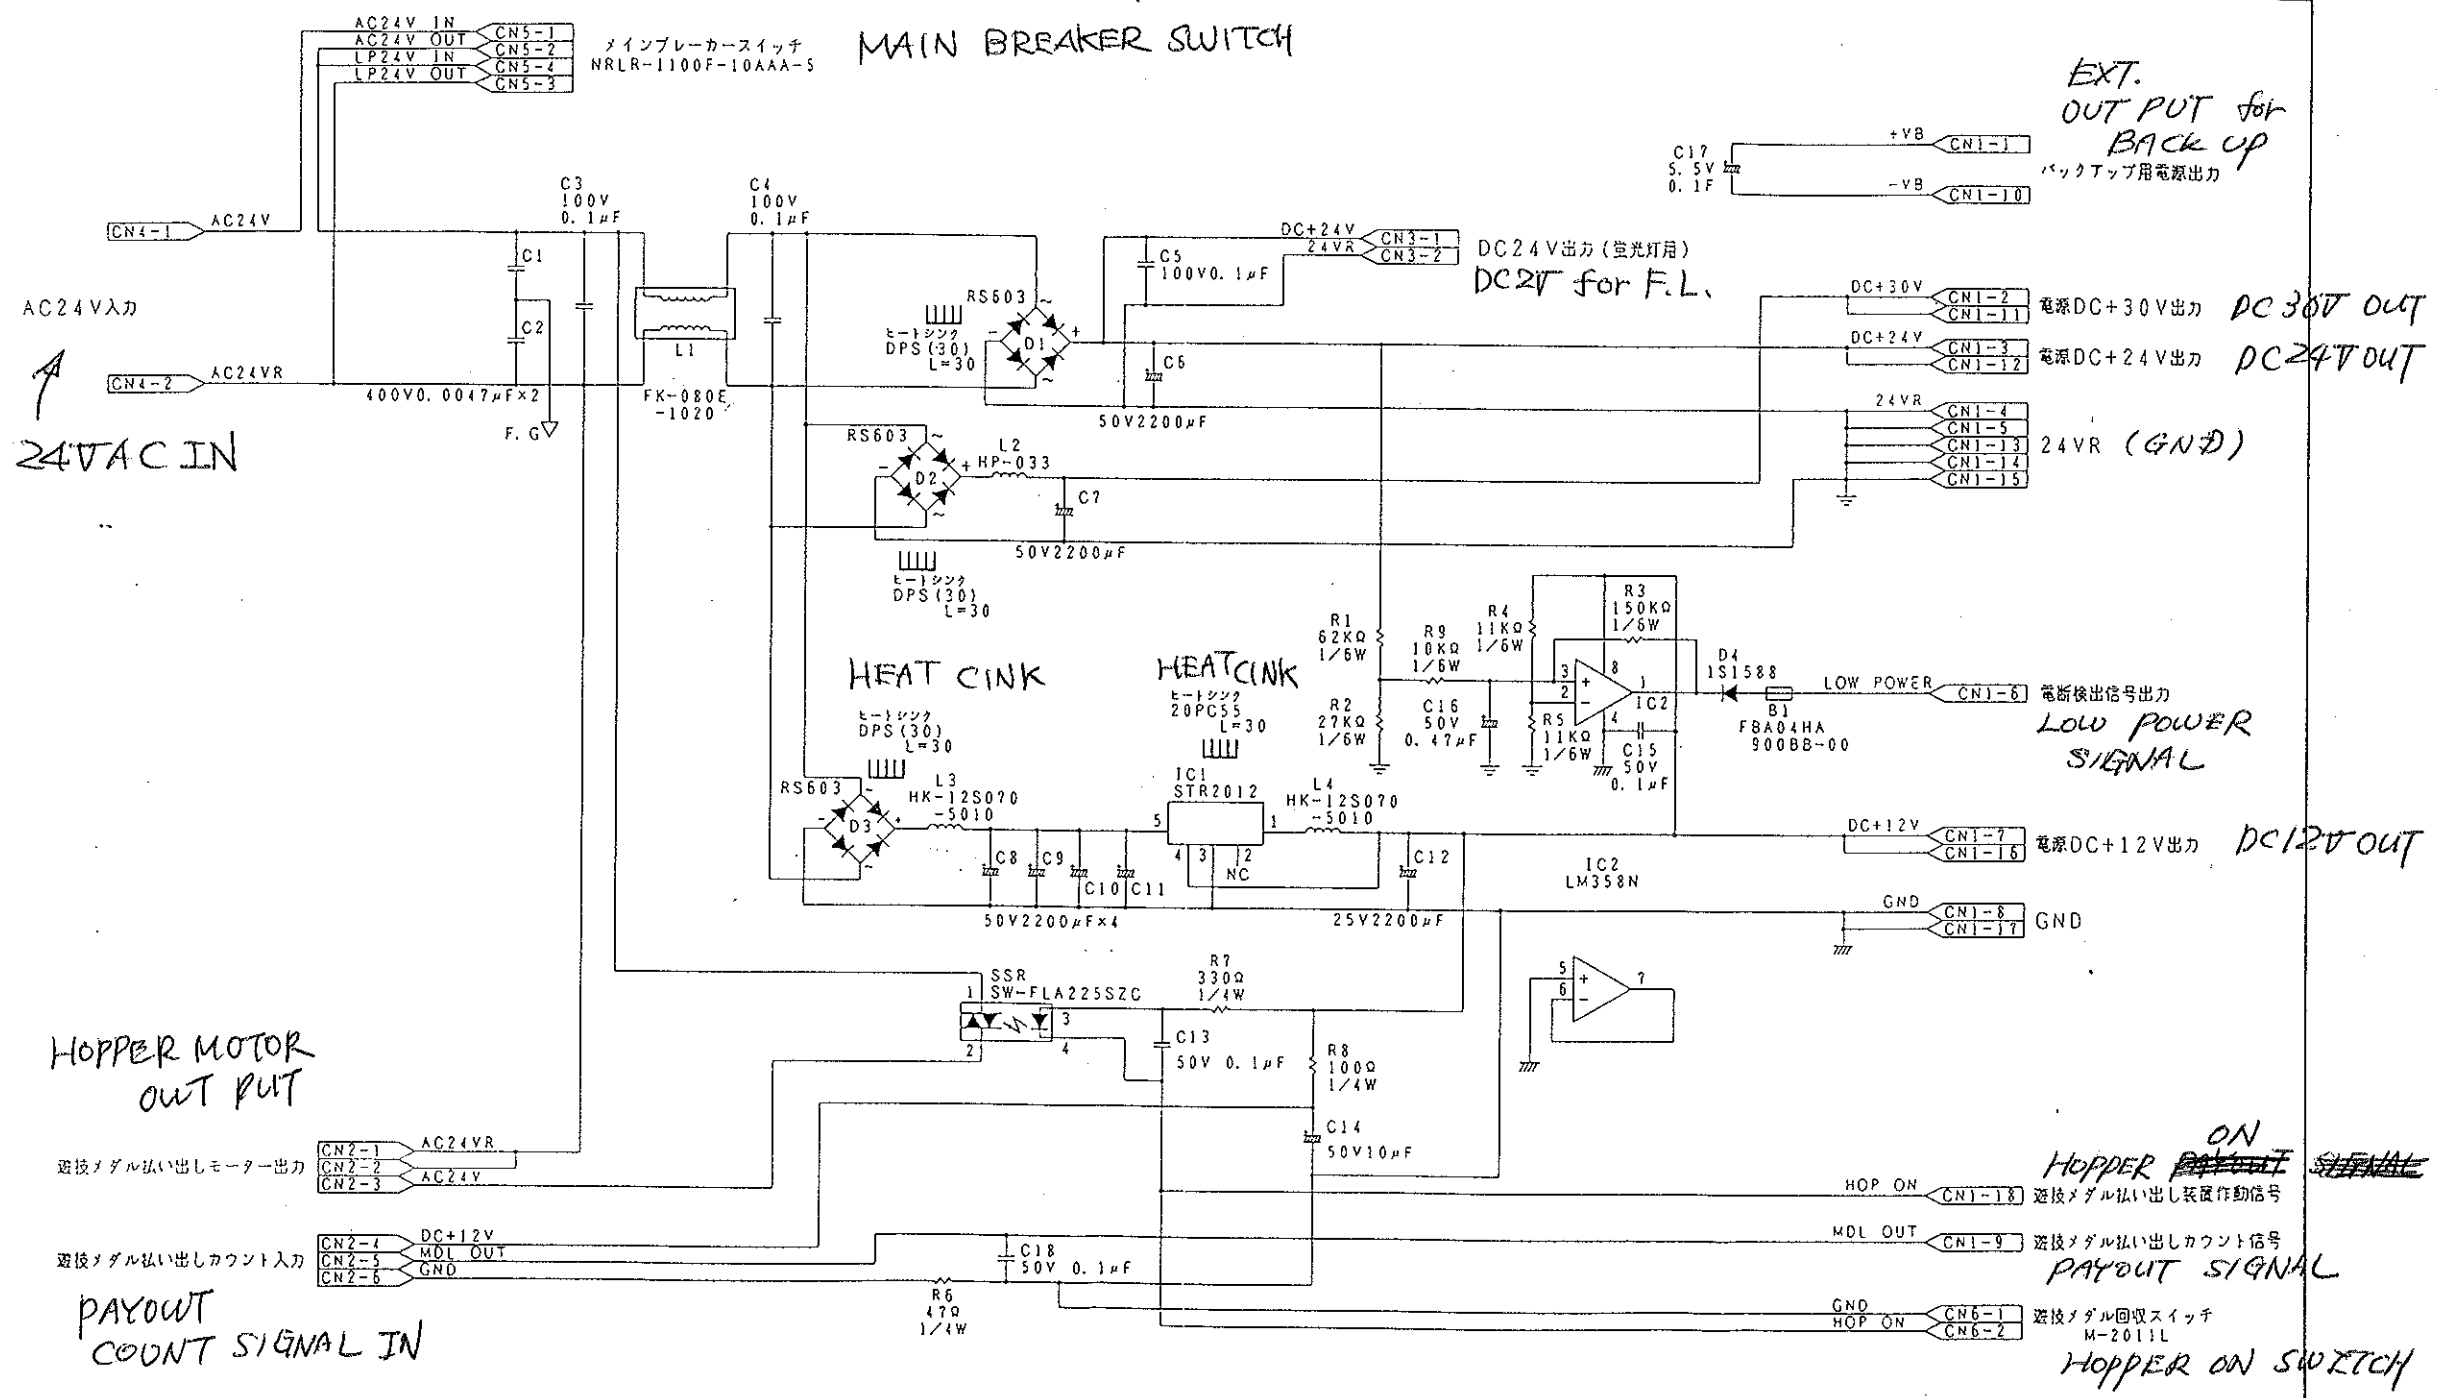 AC24V IN
AC24V OUT
LP24V IN
LP24V OUT
CN5-1
CN5-2
CN5-4
CN5-3
メインブレーカースイッチ
NRLR-1100F-10AAA-S
MAIN BREAKER SWITCH
EXT.
OUT PUT for
BACK UP
バックアップ用電源出力
C17
5.5V
0.1F
+VB
CN1-1
-VB
CN1-10
CN4-1
AC24V
AC24V入力
CN4-2
AC24VR
24VAC IN
C1
C2
400V0.0047μF×2
F.G
C3
100V
0.1μF
C4
100V
0.1μF
L1
FK-080E
-1020
RS603
ヒートシンク
DPS(30)
L=30
~
-
+
~
D1
C5
100V0.1μF
C6
50V2200μF
DC+24V
24VR
CN3-1
CN3-2
DC24V出力(蛍光灯用)
DC2V for F.L.
DC+30V
CN1-2
CN1-11
電源DC+30V出力
DC30V OUT
DC+24V
CN1-3
CN1-12
電源DC+24V出力
DC24V OUT
24VR
CN1-4
CN1-5
CN1-13
CN1-14
CN1-15
24VR (GND)
RS603
~
-
+
~
D2
L2
HP-033
C7
50V2200μF
ヒートシンク
DPS(30)
L=30
HEAT CINK
ヒートシンク
DPS(30)
L=30
RS603
~
-
+
~
D3
L3
HK-12S070
-5010
C8
C9
C10
C11
50V2200μF×4
HEAT CINK
ヒートシンク
20PC55
L=30
IC1
STR2012
5
1
4
3
2
NC
L4
HK-12S070
-5010
C12
25V2200μF
R1
62KΩ
1/6W
R2
27KΩ
1/6W
R9
10KΩ
1/6W
C16
50V
0.47μF
R4
11KΩ
1/6W
R5
11KΩ
1/6W
R3
150KΩ
1/6W
3
+
2
-
8
1
IC2
4
C15
50V
0.1μF
D4
1S1588
B1
FBA04HA
900BB-00
LOW POWER
CN1-6
電断検出信号出力
LOW POWER
SIGNAL
IC2
LM358N
DC+12V
CN1-7
CN1-16
電源DC+12V出力
DC12V OUT
GND
CN1-8
CN1-17
GND
5
+
6
-
7
SSR
SW-FLA225SZC
1
2
3
4
R7
330Ω
1/4W
C13
50V 0.1μF
R8
100Ω
1/4W
C14
50V10μF
HOPPER MOTOR
OUT PUT
遊技メダル払い出しモーター出力
CN2-1
CN2-2
CN2-3
AC24VR
AC24V
遊技メダル払い出しカウント入力
CN2-4
CN2-5
CN2-6
DC+12V
MDL OUT
GND
PAYOUT
COUNT SIGNAL IN
C18
50V 0.1μF
R6
47Ω
1/4W
ON
HOPPER PAYOUT SIGNAL
HOP ON
CN1-18
遊技メダル払い出し装置作動信号
MDL OUT
CN1-9
遊技メダル払い出しカウント信号
PAYOUT SIGNAL
GND
HOP ON
CN6-1
CN6-2
遊技メダル回収スイッチ
M-2011L
HOPPER ON SWITCH